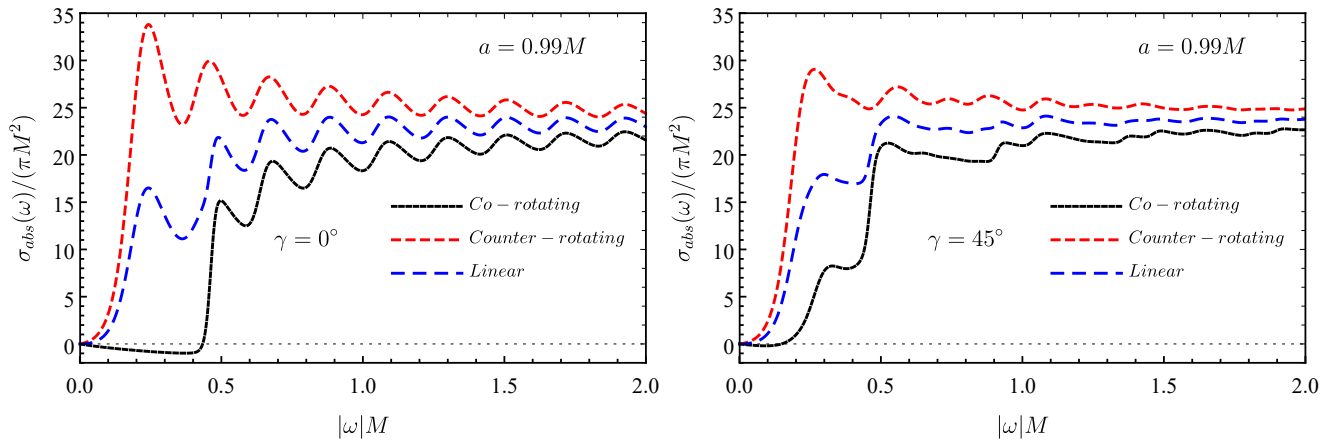 35
30
25
20
15
10
5
0
σabs(ω)/(πM²)
a = 0.99M
γ = 0°
Co − rotating
Counter − rotating
Linear
0.0 0.5 1.0 1.5 2.0
|ω|M
35
30
25
20
15
10
5
0
σabs(ω)/(πM²)
a = 0.99M
γ = 45°
Co − rotating
Counter − rotating
Linear
0.0 0.5 1.0 1.5 2.0
|ω|M